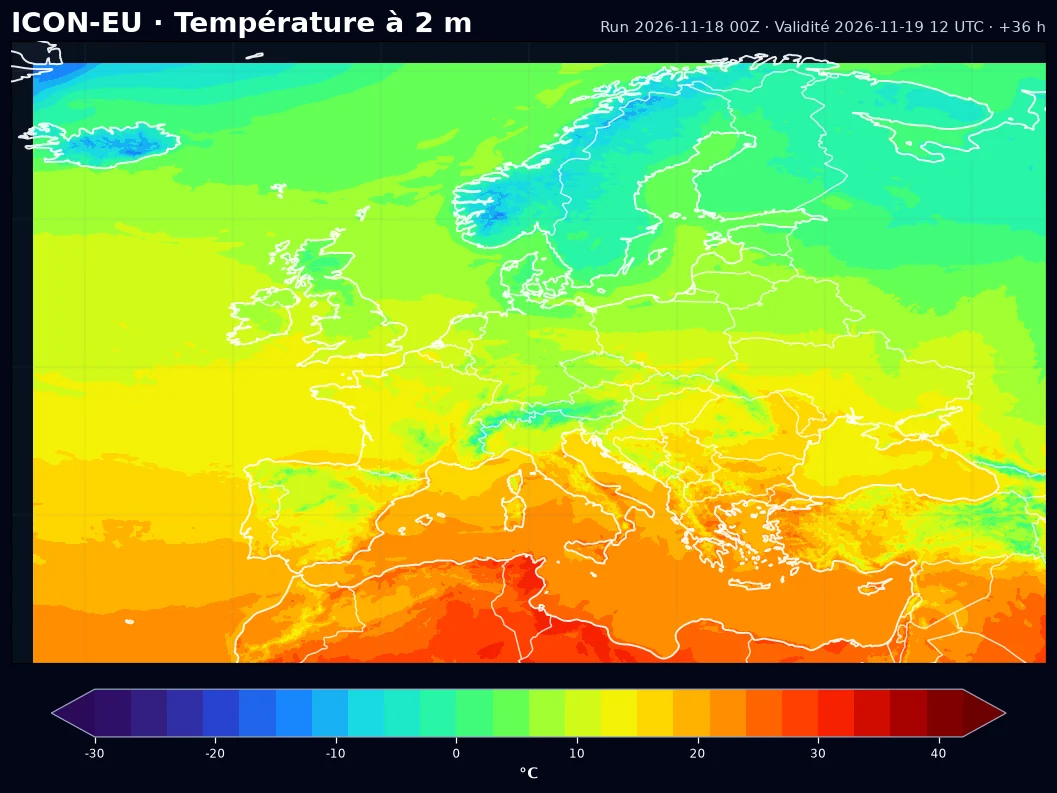 ICON-EU · Température à 2 m
Run 2026-11-18 00Z · Validité 2026-11-19 12 UTC · +36 h
-30 -20 -10 0 10 20 30 40
°C